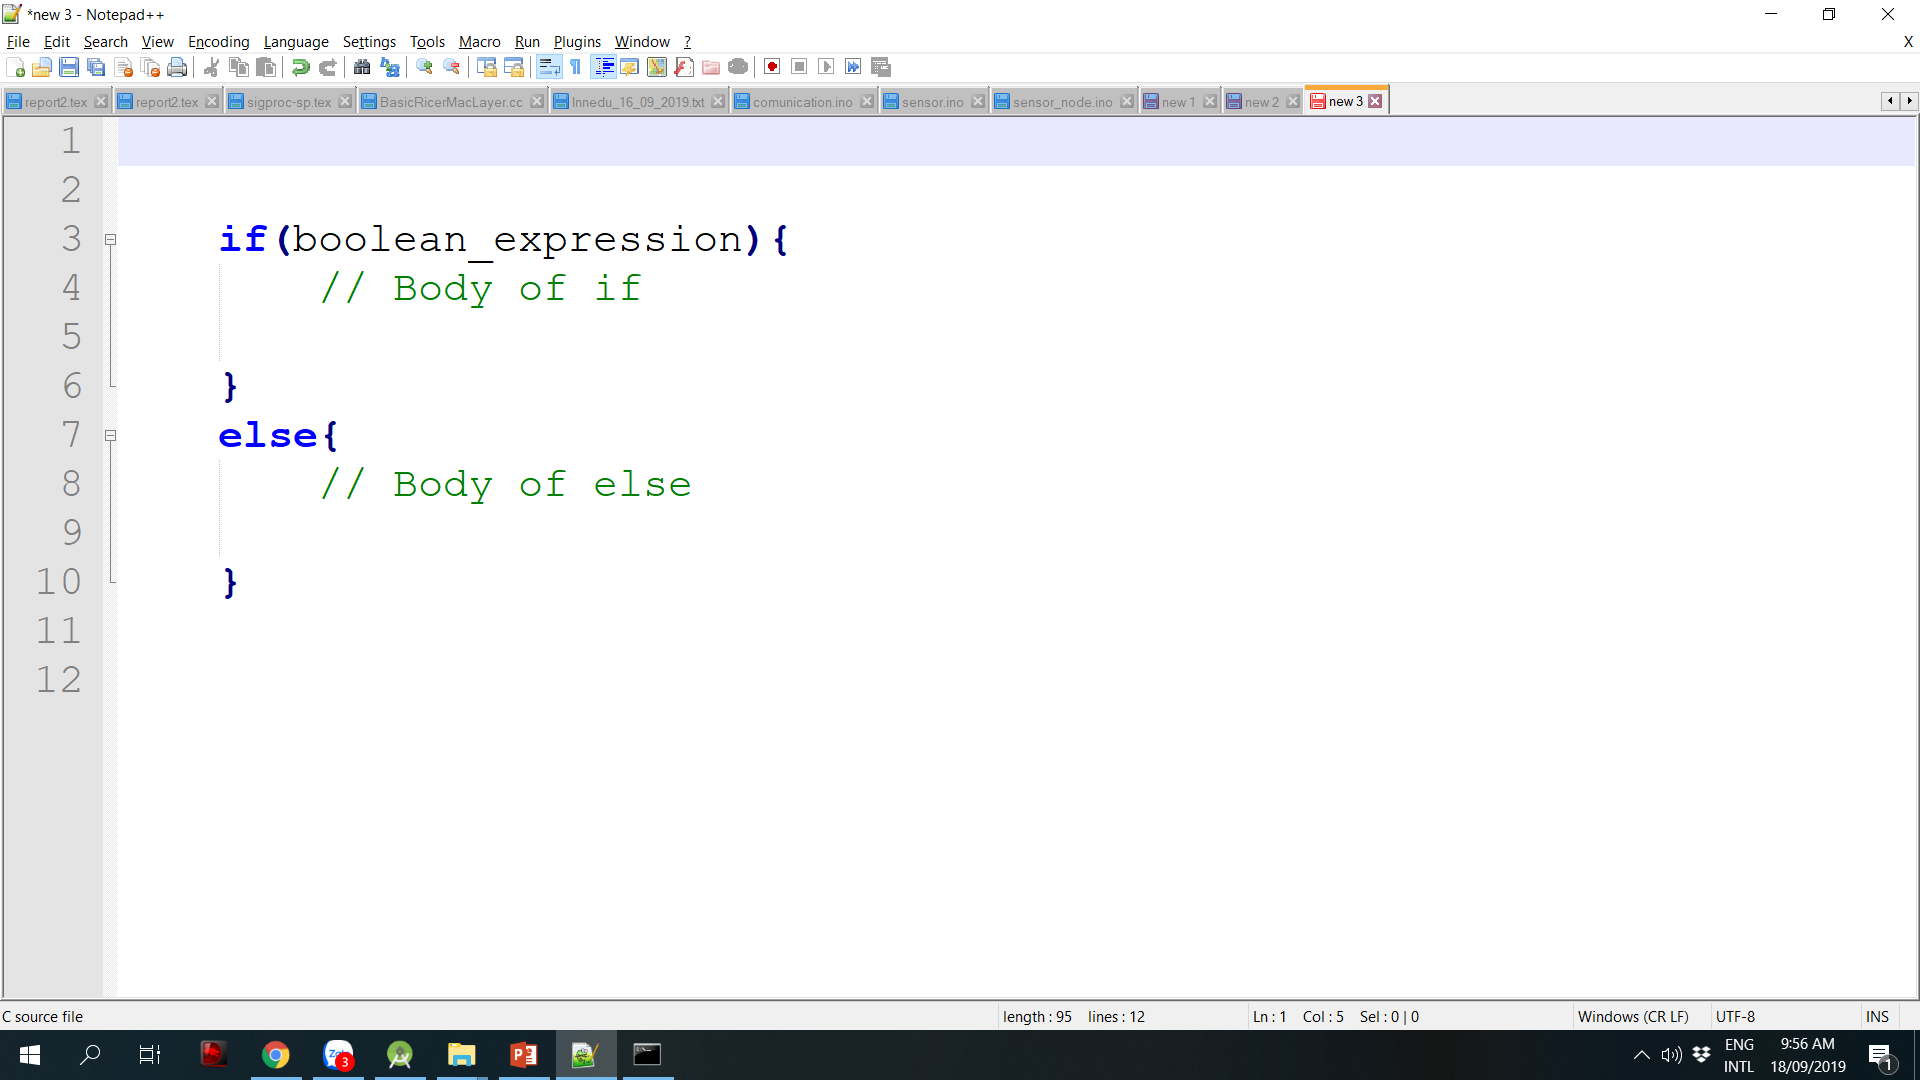 *new 3 - Notepad++
File Edit Search View Encoding Language Settings Tools Macro Run Plugins Window ? X
report2.tex report2.tex sigproc-sp.tex BasicRicerMacLayer.cc Innedu_16_09_2019.txt comunication.ino sensor.ino sensor_node.ino new 1 new 2 new 3
1
2
3 if(boolean_expression){
4 // Body of if
5
6 }
7 else{
8 // Body of else
9
10 }
11
12
C source file length : 95 lines : 12 Ln : 1 Col : 5 Sel : 0 | 0 Windows (CR LF) UTF-8 INS
3 ENG 9:56 AM
INTL 18/09/2019 1